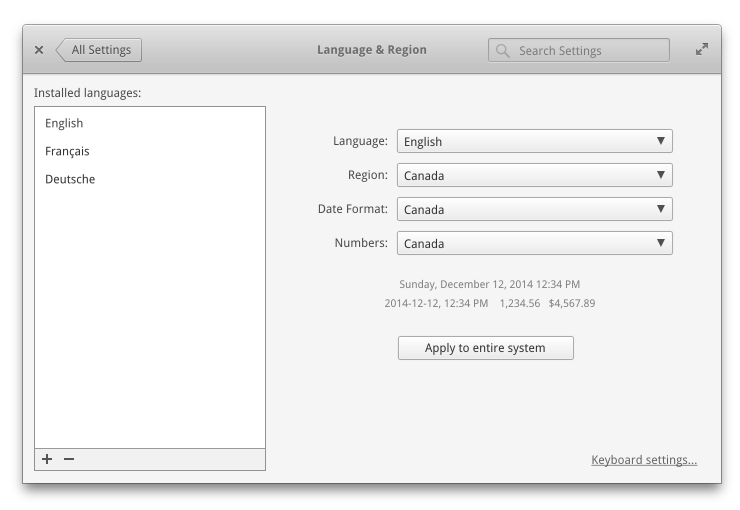 All Settings
Language & Region
Search Settings
Installed languages:
English
Français
Deutsche
Language: English
Region: Canada
Date Format: Canada
Numbers: Canada
Sunday, December 12, 2014 12:34 PM
2014-12-12, 12:34 PM 1,234.56 $4,567.89
Apply to entire system
Keyboard settings...